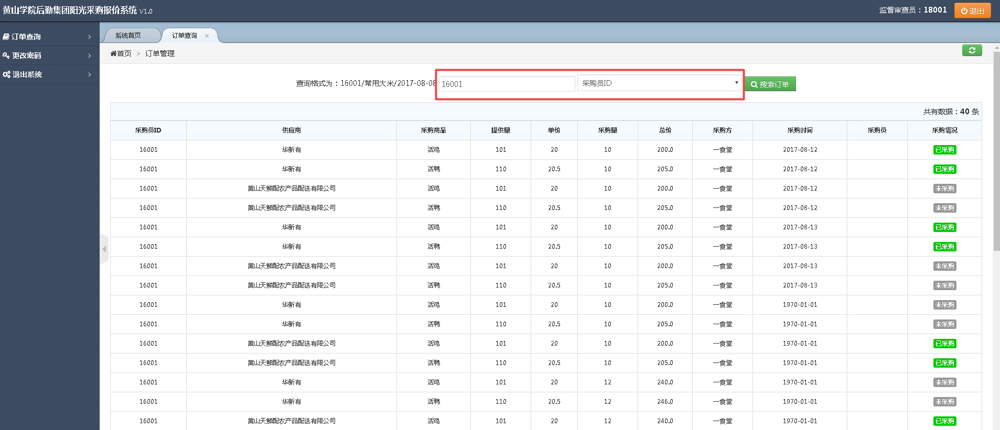 黄山学院后勤集团阳光采购报价系统 V1.0
监督审查员：18001 退出
订单查询
更改密码
退出系统
系统首页 订单查询 ×
首页 > 订单管理
查询格式为：16001/常用大米/2017-08-08 16001 采购员ID 搜索订单
共有数据：40 条
采购员ID 供应商 采购商品 提供量 单价 采购量 总价 采购方 采购时间 采购员 采购情况
16001 华新有 活鸡 101 20 10 200.0 一食堂 2017-08-12 已采购
16001 华新有 活鸭 110 20.5 10 205.0 一食堂 2017-08-12 已采购
16001 黄山天鲜配农产品配送有限公司 活鸡 101 20 10 200.0 一食堂 2017-08-12 未采购
16001 黄山天鲜配农产品配送有限公司 活鸭 110 20.5 10 205.0 一食堂 2017-08-12 未采购
16001 华新有 活鸡 101 20 10 200.0 一食堂 2017-08-13 已采购
16001 华新有 活鸭 110 20.5 10 205.0 一食堂 2017-08-13 已采购
16001 黄山天鲜配农产品配送有限公司 活鸡 101 20 10 200.0 一食堂 2017-08-13 未采购
16001 黄山天鲜配农产品配送有限公司 活鸭 110 20.5 10 205.0 一食堂 2017-08-13 未采购
16001 华新有 活鸡 101 20 10 200.0 一食堂 1970-01-01 未采购
16001 华新有 活鸭 110 20.5 10 205.0 一食堂 1970-01-01 未采购
16001 黄山天鲜配农产品配送有限公司 活鸡 101 20 10 200.0 一食堂 1970-01-01 已采购
16001 黄山天鲜配农产品配送有限公司 活鸭 110 20.5 10 205.0 一食堂 1970-01-01 已采购
16001 华新有 活鸡 101 20 12 240.0 一食堂 1970-01-01 未采购
16001 华新有 活鸭 110 20.5 12 246.0 一食堂 1970-01-01 未采购
16001 黄山天鲜配农产品配送有限公司 活鸡 101 20 12 240.0 一食堂 1970-01-01 已采购